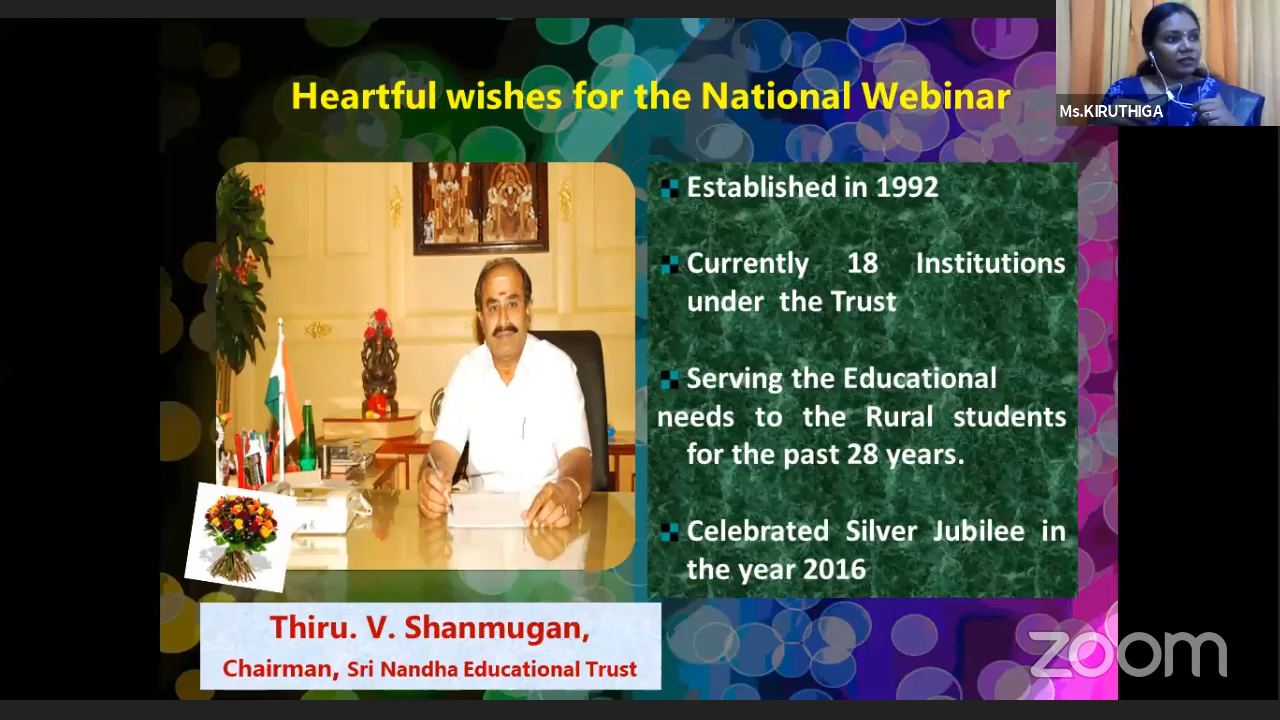 Heartful wishes for the National Webinar
Ms.KIRUTHIGA
Established in 1992
Currently 18 Institutions
under the Trust
Serving the Educational
needs to the Rural students
for the past 28 years.
Celebrated Silver Jubilee in
the year 2016
Thiru. V. Shanmugan,
Chairman, Sri Nandha Educational Trust
zoom